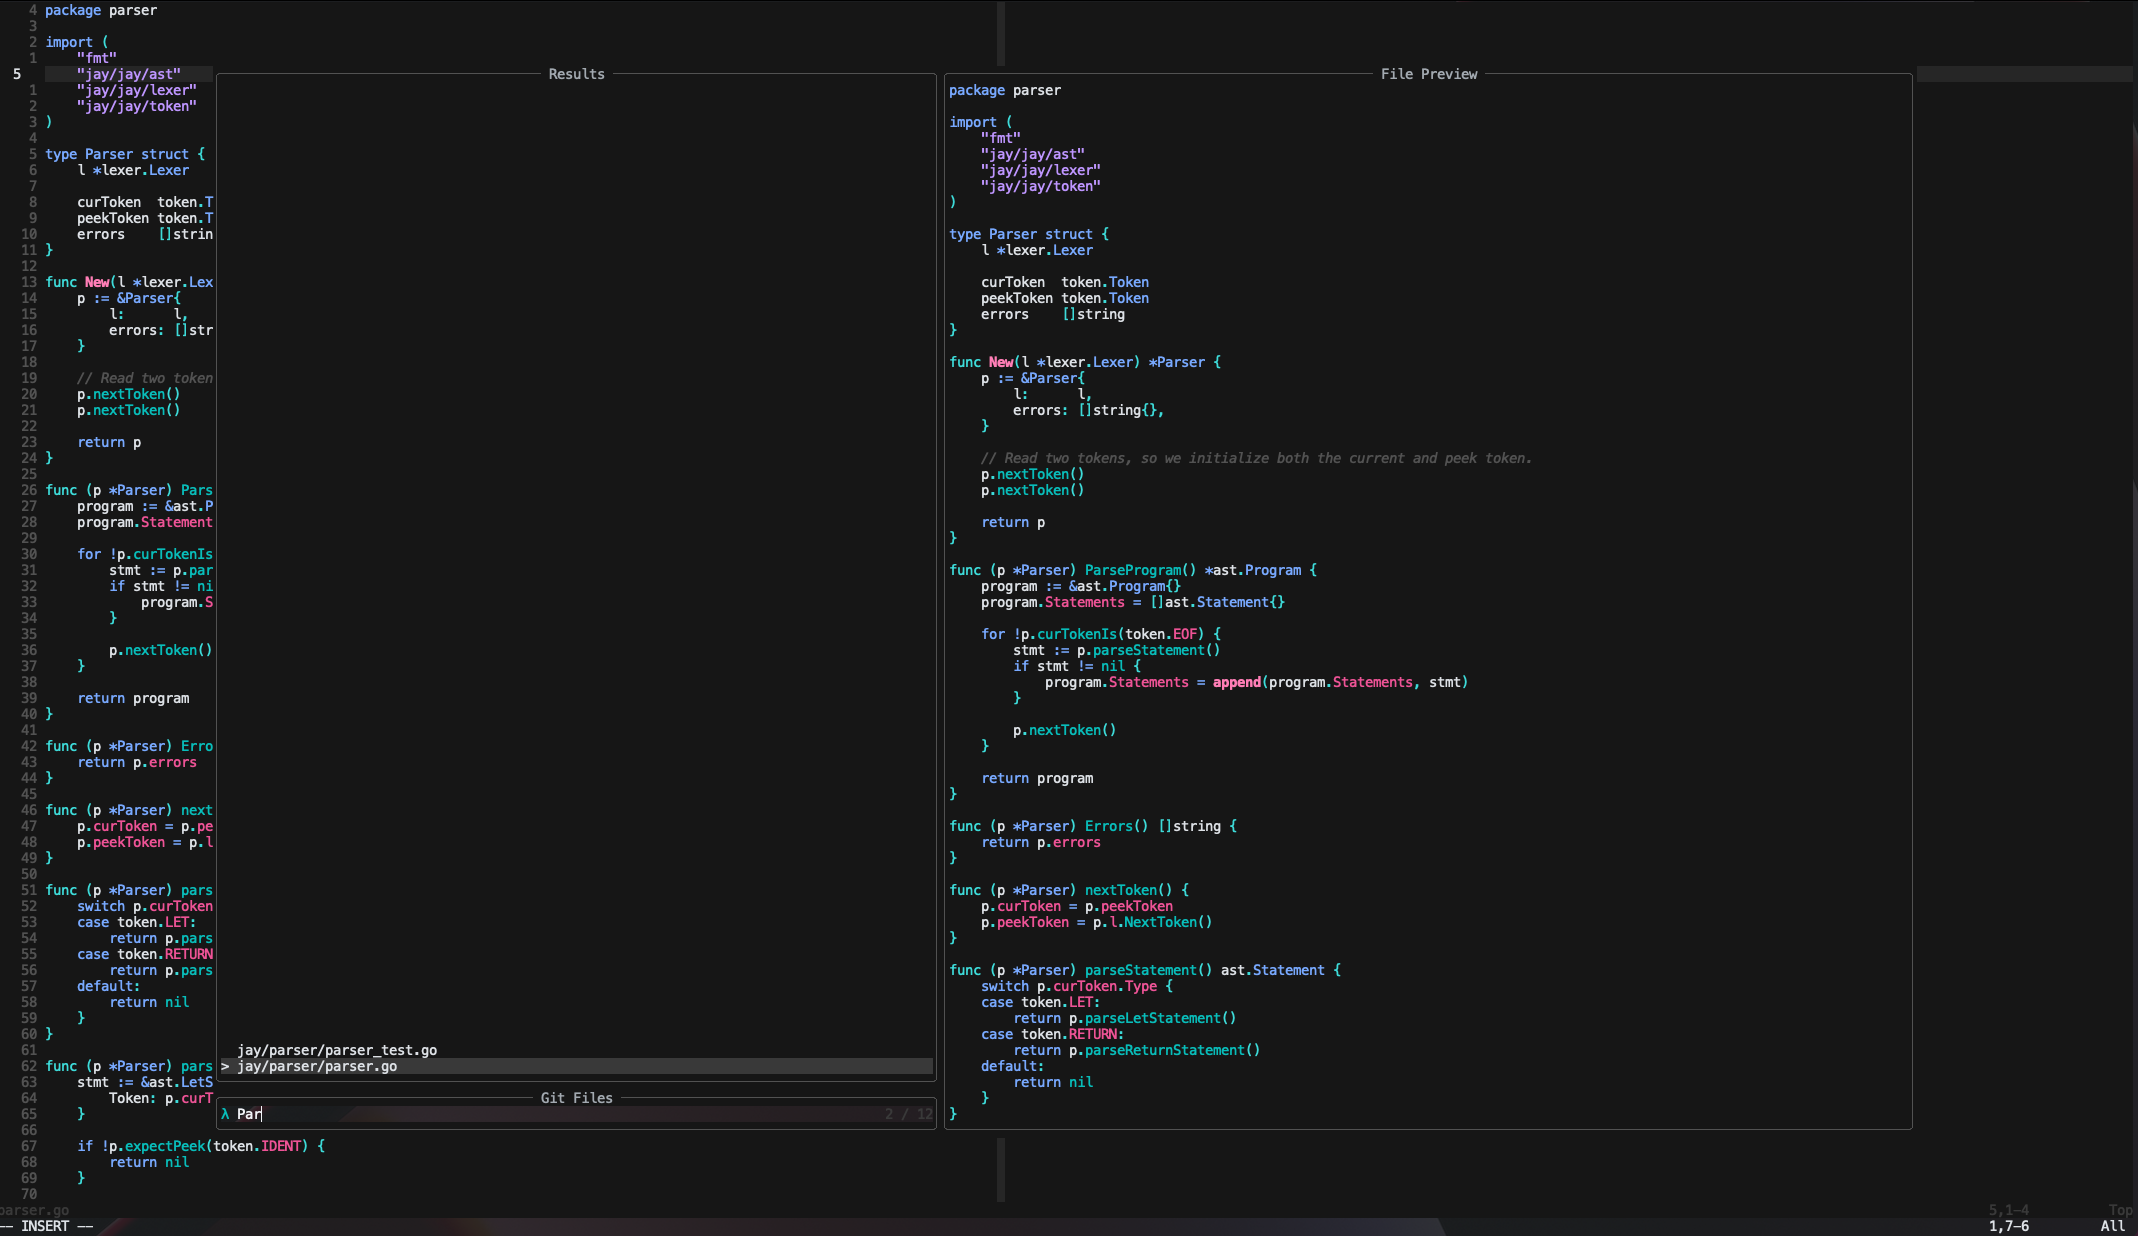 4 package parser
3
2 import (
1     "fmt"
5     "jay/jay/ast"
1     "jay/jay/lexer"
2     "jay/jay/token"
3 )
4
5 type Parser struct {
6     l *lexer.Lexer
7
8     curToken  token.T
9     peekToken token.T
10     errors    []strin
11 }
12
13 func New(l *lexer.Lex
14     p := &Parser{
15         l:      l,
16         errors: []str
17     }
18
19     // Read two token
20     p.nextToken()
21     p.nextToken()
22
23     return p
24 }
25
26 func (p *Parser) Pars
27     program := &ast.P
28     program.Statement
29
30     for !p.curTokenIs
31         stmt := p.par
32         if stmt != ni
33             program.S
34         }
35
36         p.nextToken()
37     }
38
39     return program
40 }
41
42 func (p *Parser) Erro
43     return p.errors
44 }
45
46 func (p *Parser) next
47     p.curToken = p.pe
48     p.peekToken = p.l
49 }
50
51 func (p *Parser) pars
52     switch p.curToken
53     case token.LET:
54         return p.pars
55     case token.RETURN
56         return p.pars
57     default:
58         return nil
59     }
60 }
61
62 func (p *Parser) pars
63     stmt := &ast.LetS
64         Token: p.curT
65     }
66
67     if !p.expectPeek(token.IDENT) {
68         return nil
69     }
70
Results
jay/parser/parser_test.go
> jay/parser/parser.go
Git Files
λ Par 2 / 12
File Preview
package parser

import (
    "fmt"
    "jay/jay/ast"
    "jay/jay/lexer"
    "jay/jay/token"
)

type Parser struct {
    l *lexer.Lexer

    curToken  token.Token
    peekToken token.Token
    errors    []string
}

func New(l *lexer.Lexer) *Parser {
    p := &Parser{
        l:      l,
        errors: []string{},
    }

    // Read two tokens, so we initialize both the current and peek token.
    p.nextToken()
    p.nextToken()

    return p
}

func (p *Parser) ParseProgram() *ast.Program {
    program := &ast.Program{}
    program.Statements = []ast.Statement{}

    for !p.curTokenIs(token.EOF) {
        stmt := p.parseStatement()
        if stmt != nil {
            program.Statements = append(program.Statements, stmt)
        }

        p.nextToken()
    }

    return program
}

func (p *Parser) Errors() []string {
    return p.errors
}

func (p *Parser) nextToken() {
    p.curToken = p.peekToken
    p.peekToken = p.l.NextToken()
}

func (p *Parser) parseStatement() ast.Statement {
    switch p.curToken.Type {
    case token.LET:
        return p.parseLetStatement()
    case token.RETURN:
        return p.parseReturnStatement()
    default:
        return nil
    }
}
parser.go 5,1-4 Top
-- INSERT -- 1,7-6 All